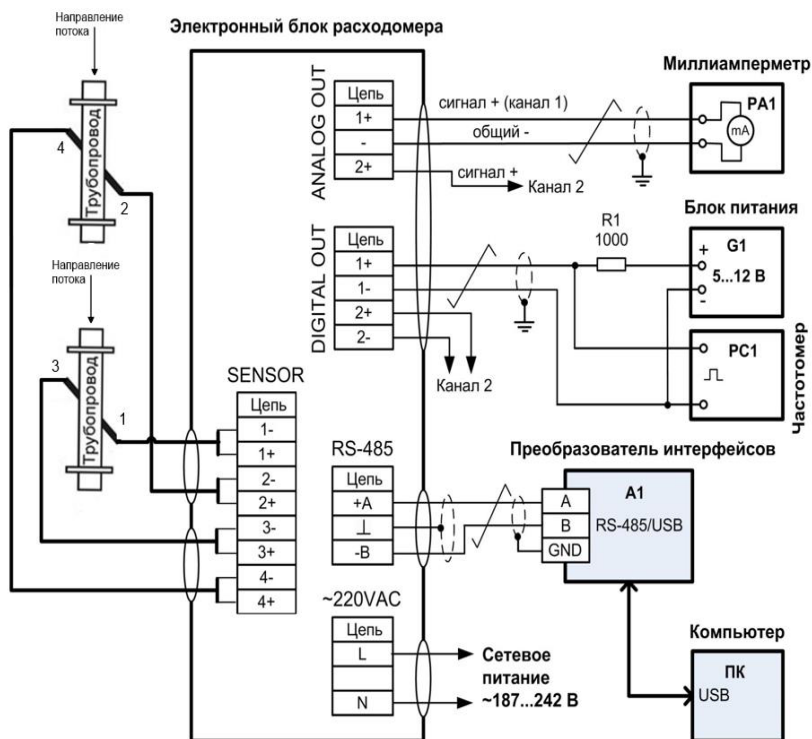 Направление
потока
Трубопровод
4
2
Направление
потока
Трубопровод
3
1
Электронный блок расходомера
ANALOG OUT
Цепь
1+
-
2+
сигнал + (канал 1)
общий -
сигнал +
Канал 2
Миллиамперметр
PA1
mA
DIGITAL OUT
Цепь
1+
1-
2+
2-
Канал 2
R1
1000
Блок питания
G1
+
5...12 В
-
PC1
Частотомер
SENSOR
Цепь
1-
1+
2-
2+
3-
3+
4-
4+
RS-485
Цепь
+A
⊥
-B
Преобразователь интерфейсов
A
B
GND
A1
RS-485/USB
~220VAC
Цепь
L
N
Сетевое
питание
~187...242 В
Компьютер
ПК
USB